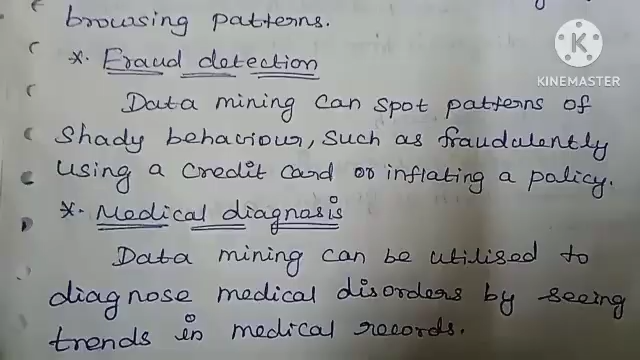 browsing patterns.
*. Fraud detection
Data mining can spot patterns of
shady behaviour, such as fraudulently
using a credit card or inflating a policy.
*. Medical diagnosis
Data mining can be utilised to
diagnose medical disorders by seeing
trends in medical records.
K
KINEMASTER